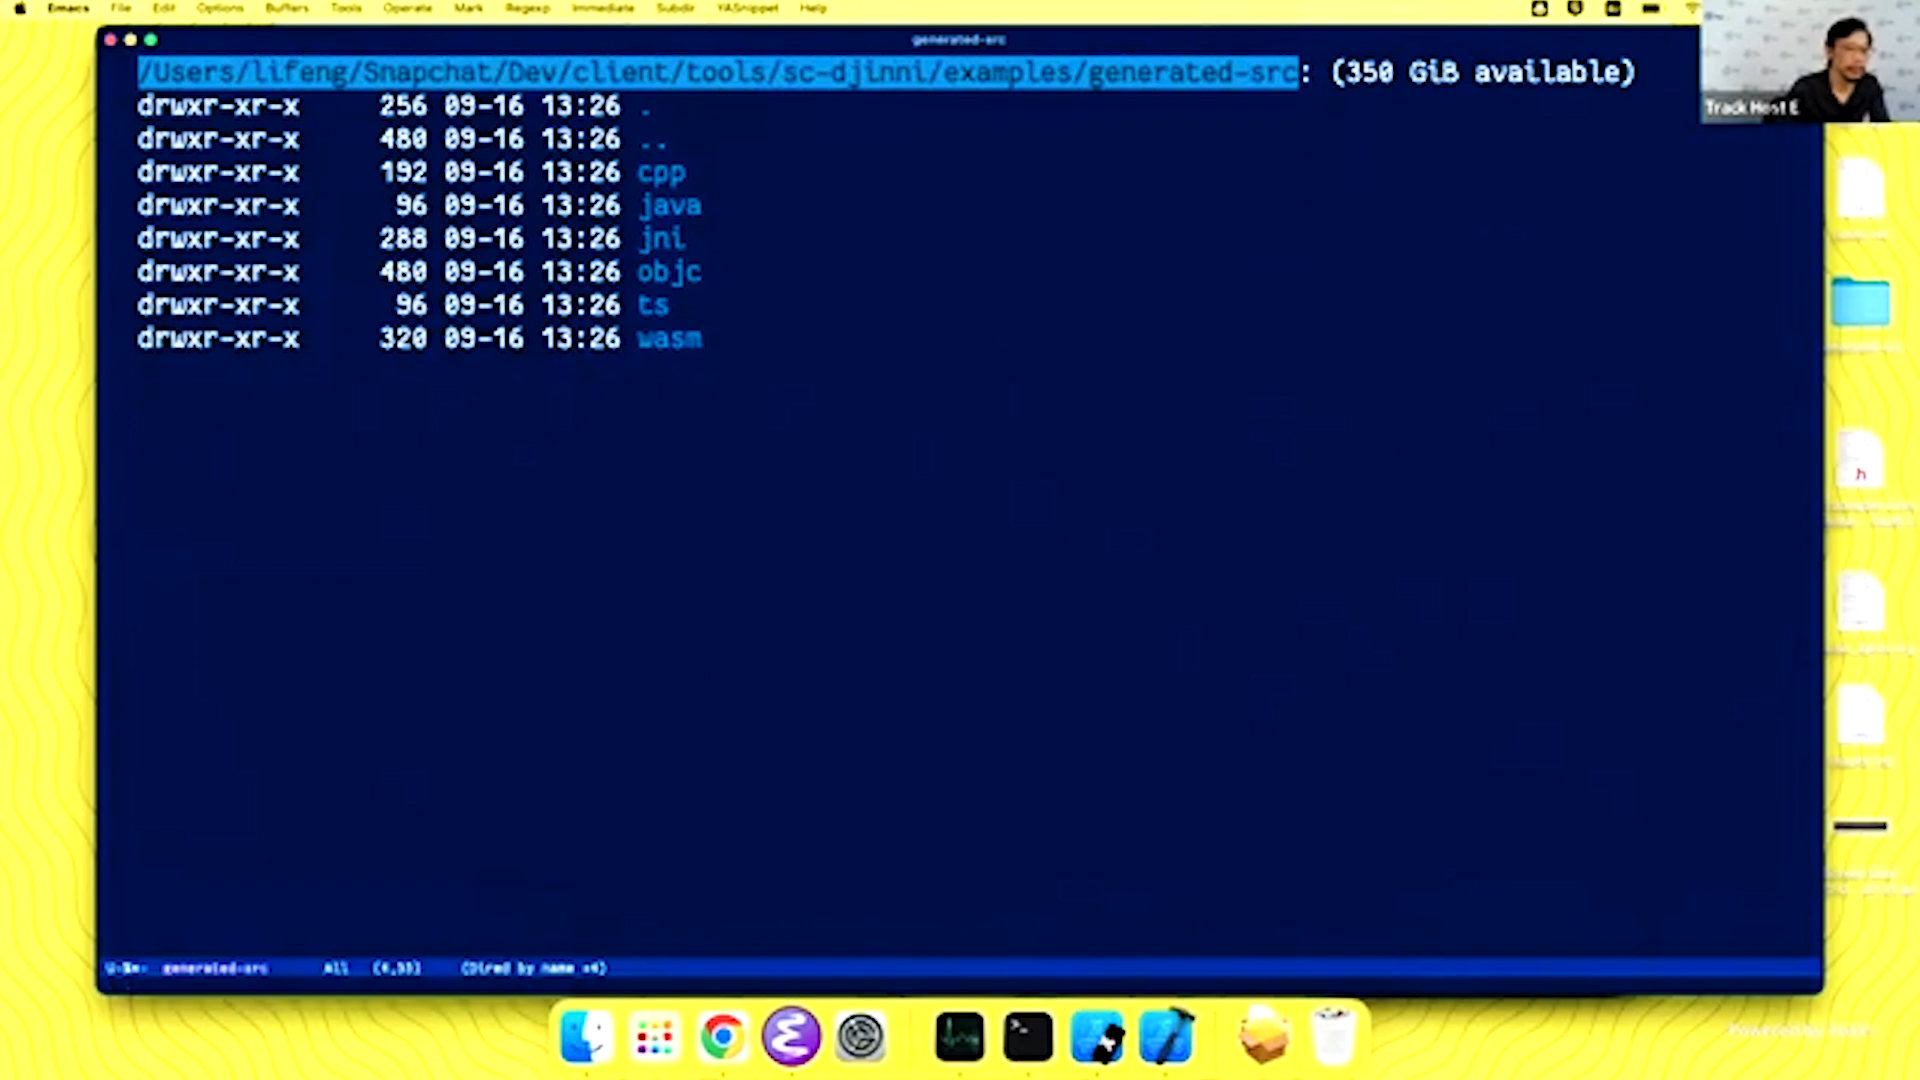 Emacs File Edit Options Buffers Tools Operate Mark Regexp Immediate Subdir YASnippet Help
generated-src
/Users/lifeng/Snapchat/Dev/client/tools/sc-djinni/examples/generated-src: (350 GiB available)
drwxr-xr-x 256 09-16 13:26 .
drwxr-xr-x 480 09-16 13:26 ..
drwxr-xr-x 192 09-16 13:26 cpp
drwxr-xr-x 96 09-16 13:26 java
drwxr-xr-x 288 09-16 13:26 jni
drwxr-xr-x 480 09-16 13:26 objc
drwxr-xr-x 96 09-16 13:26 ts
drwxr-xr-x 320 09-16 13:26 wasm
Track Host E
h
generated-src All (Dired by name
Powered by